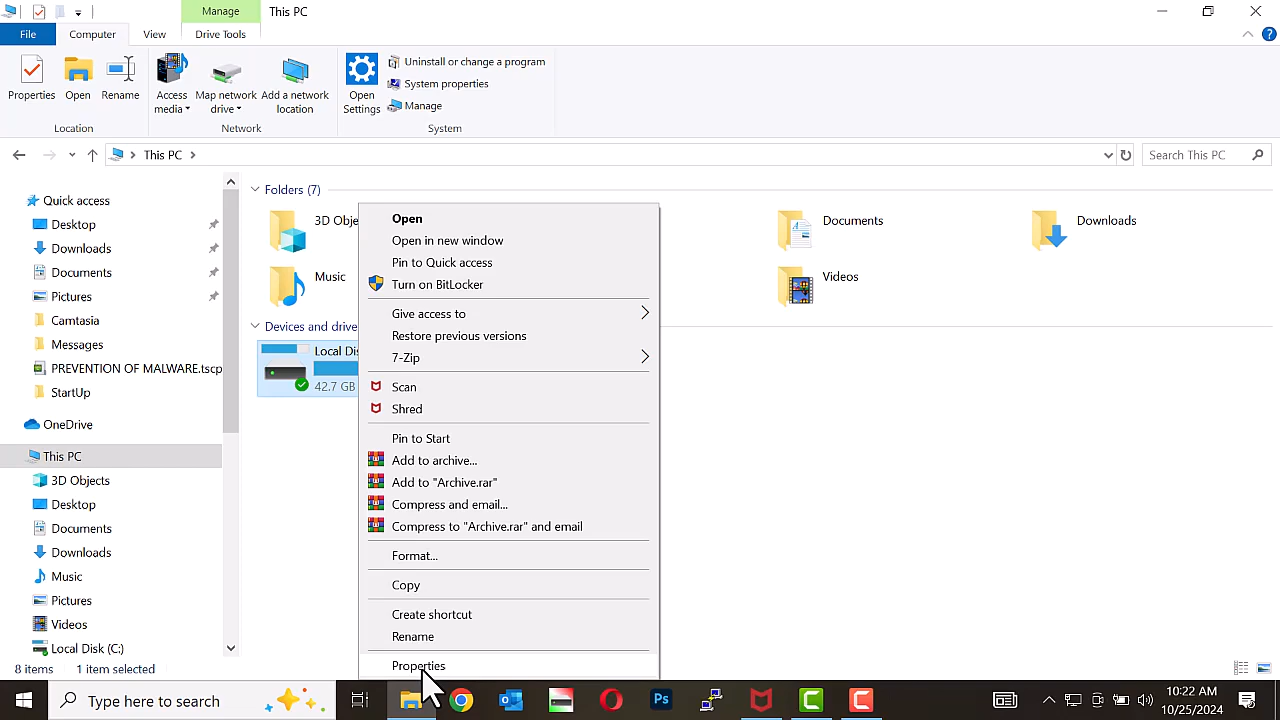 Manage
This PC
File
Computer
View
Drive Tools
Properties
Open
Rename
Access media
Map network drive
Add a network location
Open Settings
Uninstall or change a program
System properties
Manage
Location
Network
System
This PC
Search This PC
Quick access
Desktop
Downloads
Documents
Pictures
Camtasia
Messages
PREVENTION OF MALWARE.tscp
StartUp
OneDrive
This PC
3D Objects
Desktop
Documents
Downloads
Music
Pictures
Videos
Local Disk (C:)
Folders (7)
3D Obje
Documents
Downloads
Music
Videos
Devices and drive
Local Dis
42.7 GB
Open
Open in new window
Pin to Quick access
Turn on BitLocker
Give access to
Restore previous versions
7-Zip
Scan
Shred
Pin to Start
Add to archive...
Add to "Archive.rar"
Compress and email...
Compress to "Archive.rar" and email
Format...
Copy
Create shortcut
Rename
Properties
8 items
1 item selected
Type here to search
Ps
10:22 AM
10/25/2024